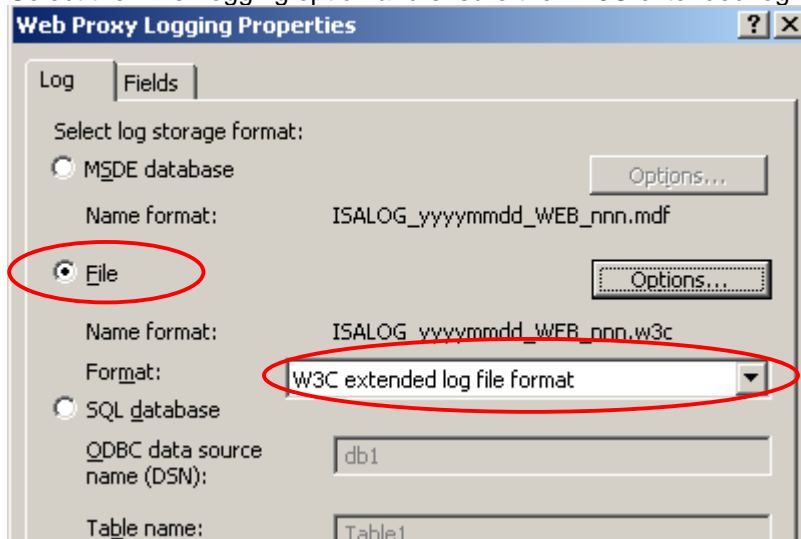 Web Proxy Logging Properties
Log Fields
Select log storage format:
MSDE database Options...
Name format: ISALOG_yyyymmdd_WEB_nnn.mdf
File Options...
Name format: ISALOG_yyyymmdd_WEB_nnn.w3c
Format: W3C extended log file format
SQL database
ODBC data source
name (DSN): db1
Table name: Table1